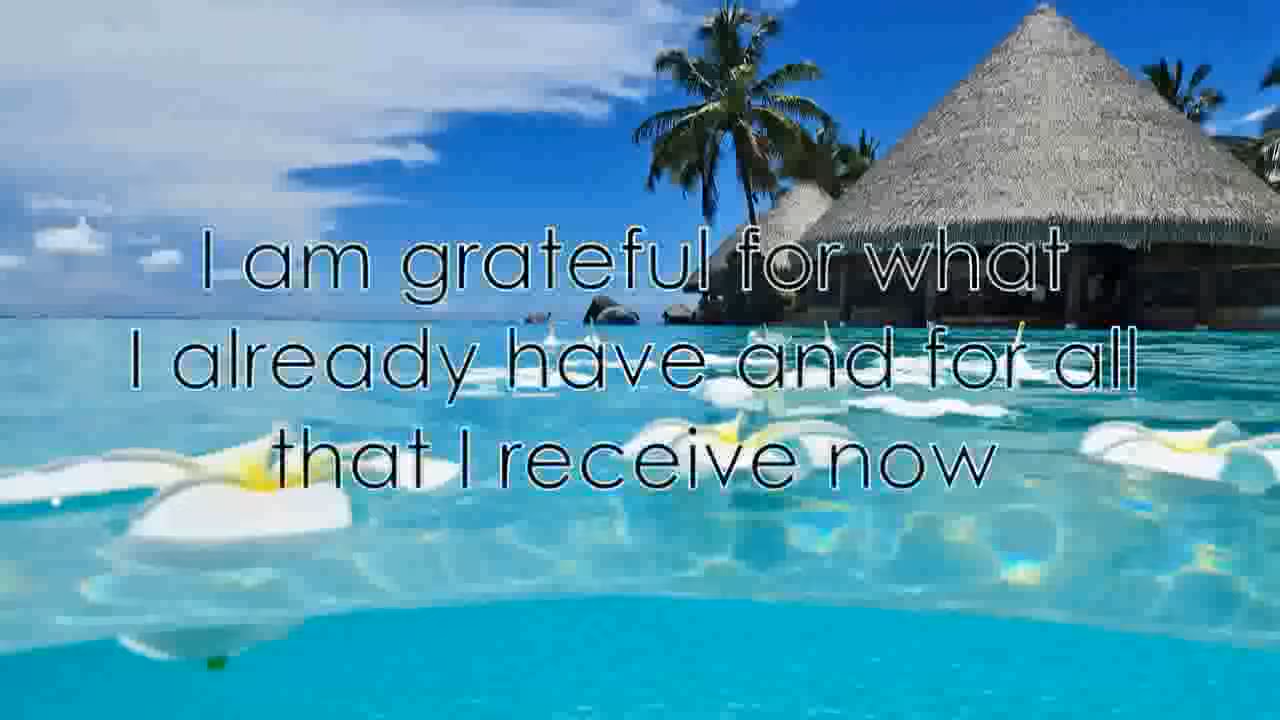 I am grateful for what
I already have and for all
that I receive now